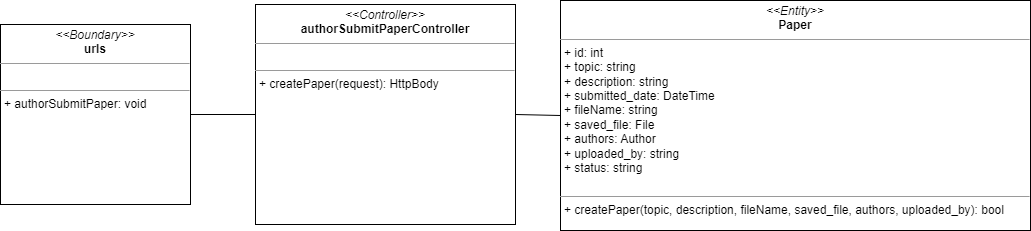 <<Boundary>>
urls
+ authorSubmitPaper: void
<<Controller>>
authorSubmitPaperController
+ createPaper(request): HttpBody
<<Entity>>
Paper
+ id: int
+ topic: string
+ description: string
+ submitted_date: DateTime
+ fileName: string
+ saved_file: File
+ authors: Author
+ uploaded_by: string
+ status: string
+ createPaper(topic, description, fileName, saved_file, authors, uploaded_by): bool